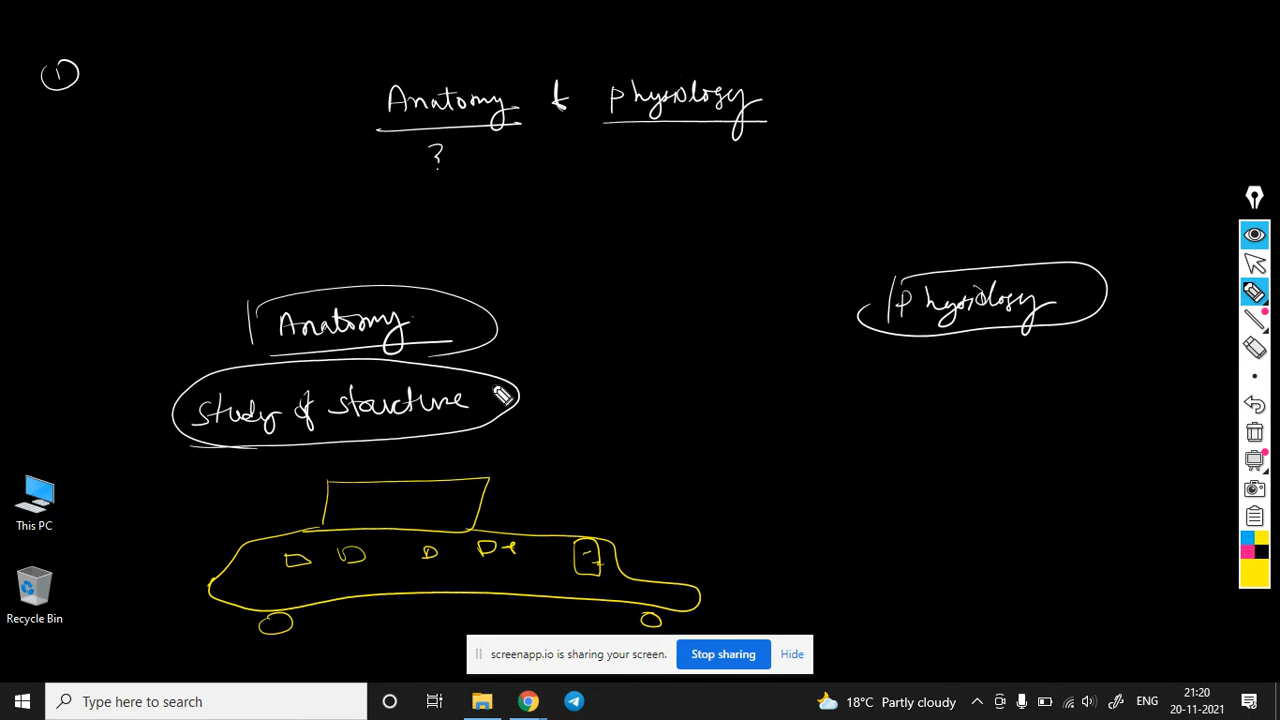 ①
Anatomy & physiology
?
Physiology
Anatomy
Study of structure
This PC
Recycle Bin
screenapp.io is sharing your screen. Stop sharing Hide
Type here to search
18°C Partly cloudy
ENG
21:20
20-11-2021